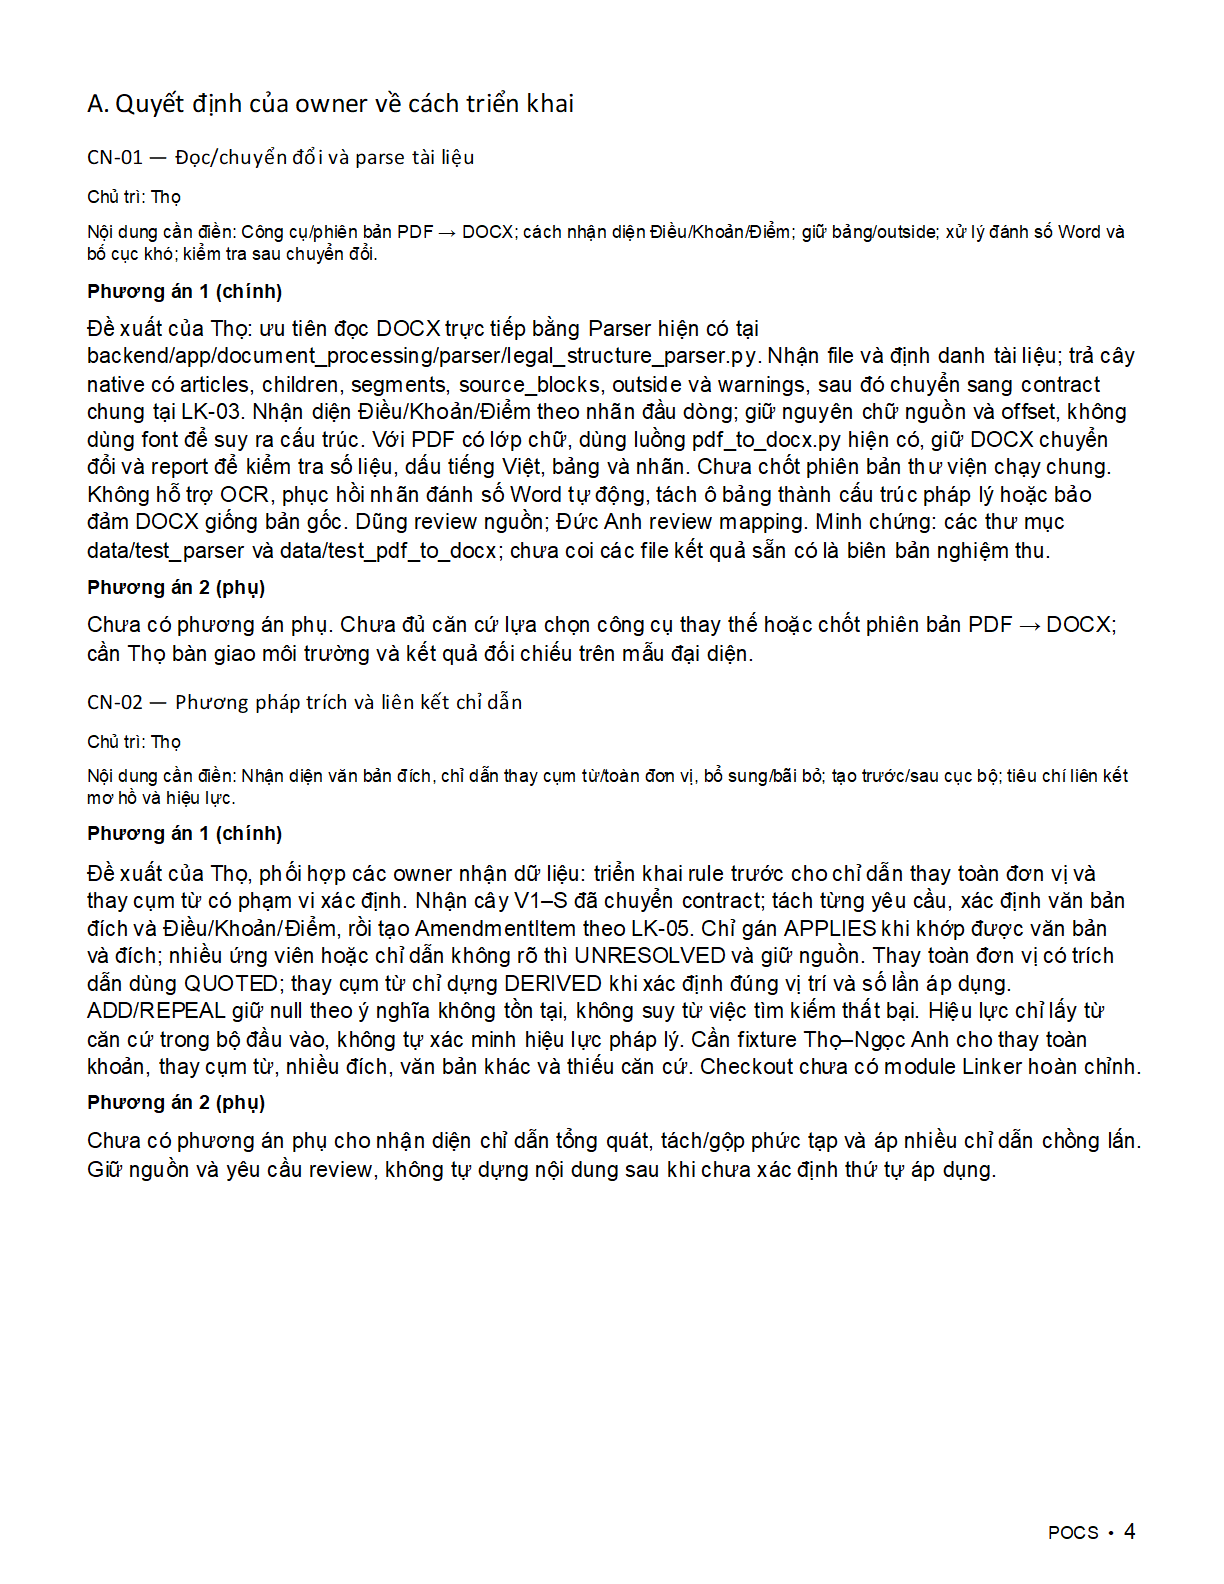 A. Quyết định của owner về cách triển khai
CN-01 — Đọc/chuyển đổi và parse tài liệu
Chủ trì: Thọ
Nội dung cần điền: Công cụ/phiên bản PDF → DOCX; cách nhận diện Điều/Khoản/Điểm; giữ bảng/outside; xử lý đánh số Word và
bố cục khó; kiểm tra sau chuyển đổi.
Phương án 1 (chính)
Đề xuất của Thọ: ưu tiên đọc DOCX trực tiếp bằng Parser hiện có tại
backend/app/document_processing/parser/legal_structure_parser.py. Nhận file và định danh tài liệu; trả cây
native có articles, children, segments, source_blocks, outside và warnings, sau đó chuyển sang contract
chung tại LK-03. Nhận diện Điều/Khoản/Điểm theo nhãn đầu dòng; giữ nguyên chữ nguồn và offset, không
dùng font để suy ra cấu trúc. Với PDF có lớp chữ, dùng luồng pdf_to_docx.py hiện có, giữ DOCX chuyển
đổi và report để kiểm tra số liệu, dấu tiếng Việt, bảng và nhãn. Chưa chốt phiên bản thư viện chạy chung.
Không hỗ trợ OCR, phục hồi nhãn đánh số Word tự động, tách ô bảng thành cấu trúc pháp lý hoặc bảo
đảm DOCX giống bản gốc. Dũng review nguồn; Đức Anh review mapping. Minh chứng: các thư mục
data/test_parser và data/test_pdf_to_docx; chưa coi các file kết quả sẵn có là biên bản nghiệm thu.
Phương án 2 (phụ)
Chưa có phương án phụ. Chưa đủ căn cứ lựa chọn công cụ thay thế hoặc chốt phiên bản PDF → DOCX;
cần Thọ bàn giao môi trường và kết quả đối chiếu trên mẫu đại diện.
CN-02 — Phương pháp trích và liên kết chỉ dẫn
Chủ trì: Thọ
Nội dung cần điền: Nhận diện văn bản đích, chỉ dẫn thay cụm từ/toàn đơn vị, bổ sung/bãi bỏ; tạo trước/sau cục bộ; tiêu chí liên kết
mơ hồ và hiệu lực.
Phương án 1 (chính)
Đề xuất của Thọ, phối hợp các owner nhận dữ liệu: triển khai rule trước cho chỉ dẫn thay toàn đơn vị và
thay cụm từ có phạm vi xác định. Nhận cây V1–S đã chuyển contract; tách từng yêu cầu, xác định văn bản
đích và Điều/Khoản/Điểm, rồi tạo AmendmentItem theo LK-05. Chỉ gán APPLIES khi khớp được văn bản
và đích; nhiều ứng viên hoặc chỉ dẫn không rõ thì UNRESOLVED và giữ nguồn. Thay toàn đơn vị có trích
dẫn dùng QUOTED; thay cụm từ chỉ dựng DERIVED khi xác định đúng vị trí và số lần áp dụng.
ADD/REPEAL giữ null theo ý nghĩa không tồn tại, không suy từ việc tìm kiếm thất bại. Hiệu lực chỉ lấy từ
căn cứ trong bộ đầu vào, không tự xác minh hiệu lực pháp lý. Cần fixture Thọ–Ngọc Anh cho thay toàn
khoản, thay cụm từ, nhiều đích, văn bản khác và thiếu căn cứ. Checkout chưa có module Linker hoàn chỉnh.
Phương án 2 (phụ)
Chưa có phương án phụ cho nhận diện chỉ dẫn tổng quát, tách/gộp phức tạp và áp nhiều chỉ dẫn chồng lấn.
Giữ nguồn và yêu cầu review, không tự dựng nội dung sau khi chưa xác định thứ tự áp dụng.
POCS • 4